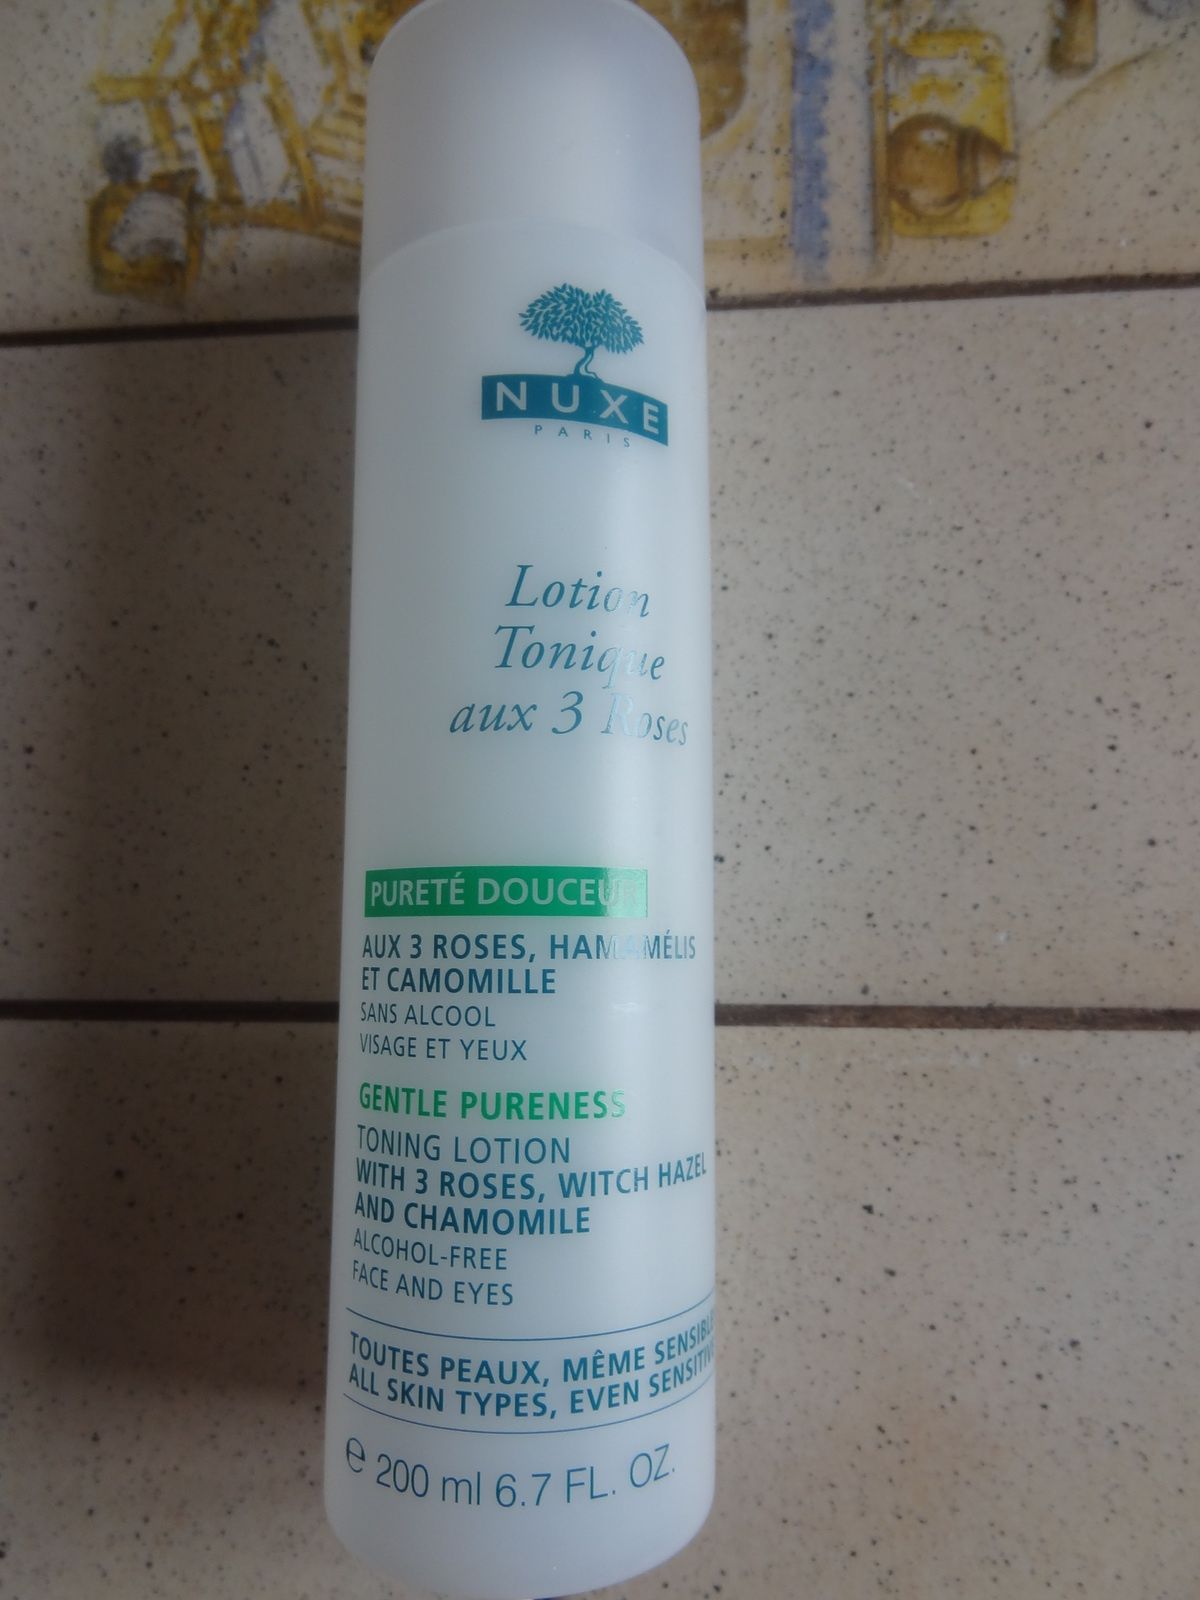 NUXE
PARIS
Lotion
Tonique
aux 3 Roses
PURETÉ DOUCEUR
AUX 3 ROSES, HAMAMÉLIS
ET CAMOMILLE
SANS ALCOOL
VISAGE ET YEUX
GENTLE PURENESS
TONING LOTION
WITH 3 ROSES, WITCH HAZEL
AND CHAMOMILE
ALCOHOL-FREE
FACE AND EYES
TOUTES PEAUX, MÊME
ALL SKIN TYPES, EVEN
℮ 200 ml 6.7 FL. OZ.